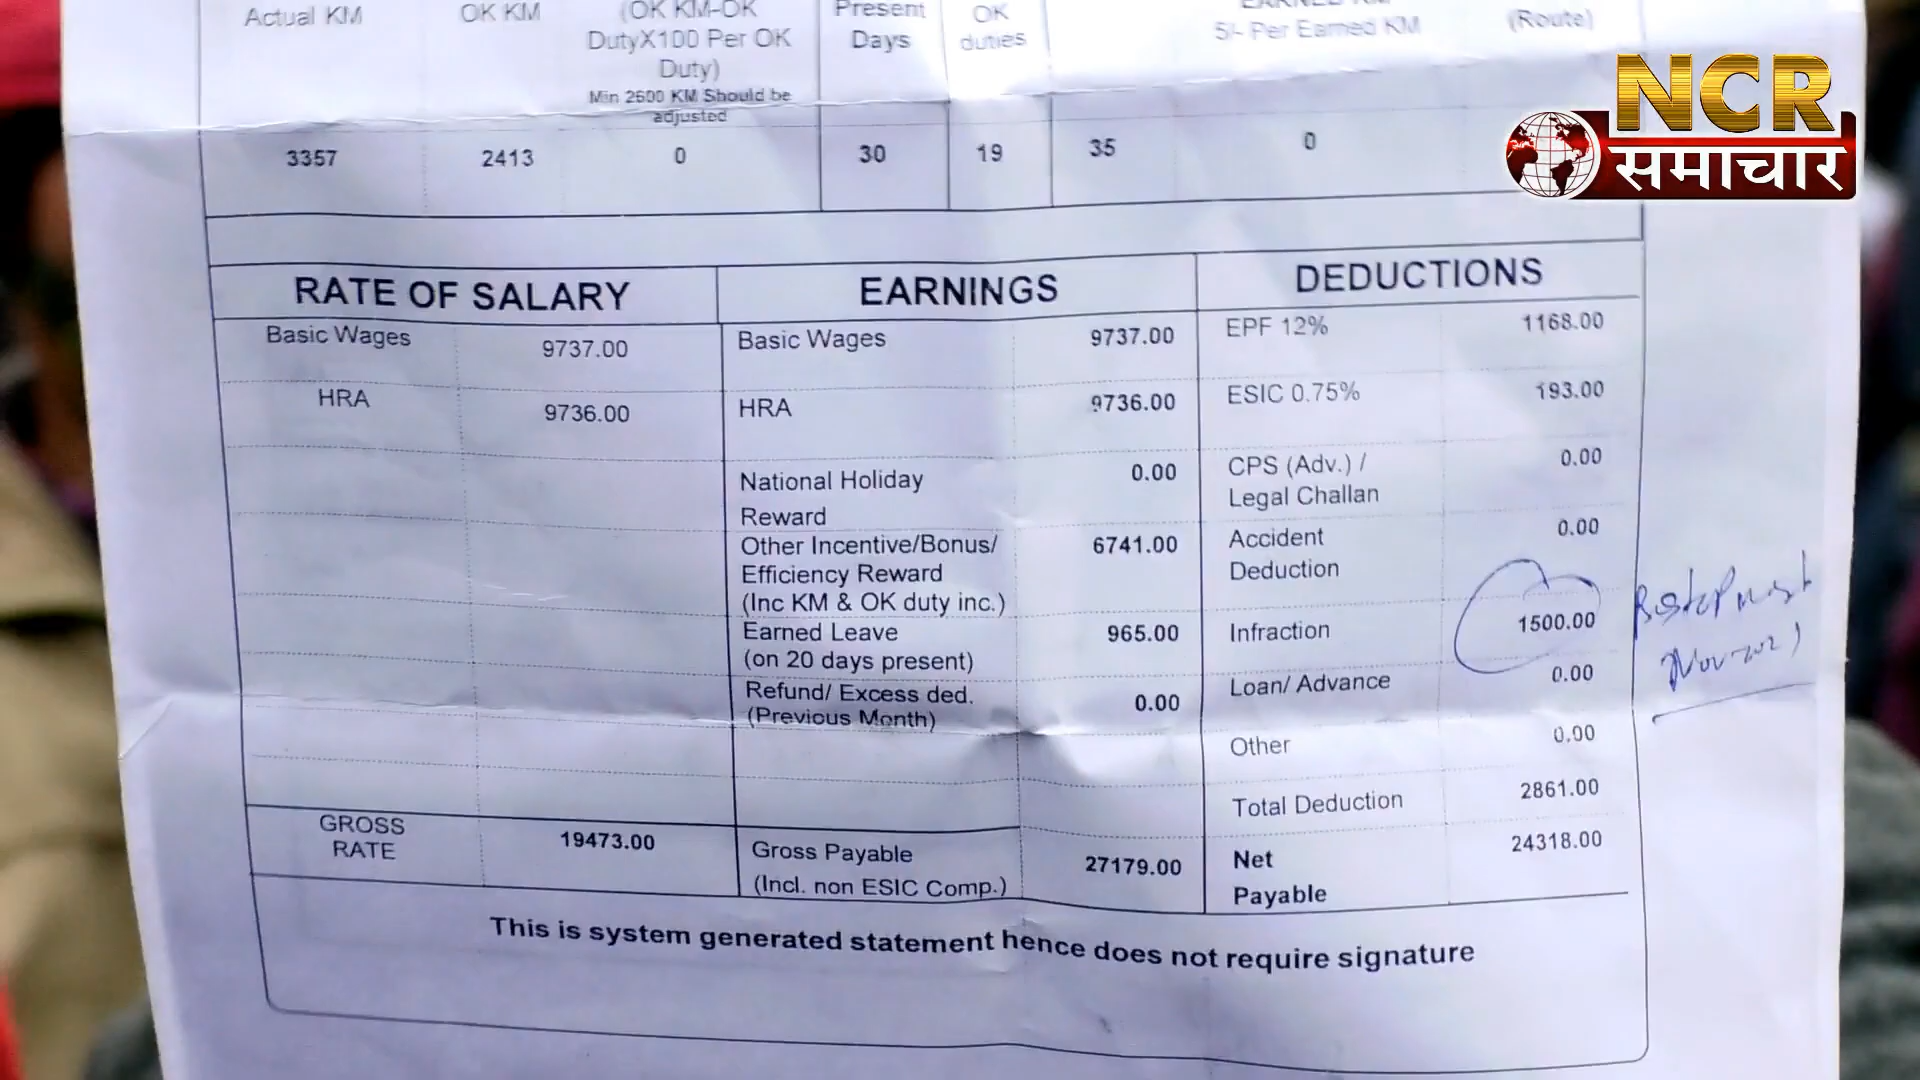 Actual KM
OK KM
(OK KM-OK
DutyX100 Per OK
Duty)
Min 2600 KM Should be
adjusted
Present
Days
OK
duties
5/- Per Earned KM
(Route)
3357
2413
0
30
19
35
0
NCR
समाचार
RATE OF SALARY
EARNINGS
DEDUCTIONS
Basic Wages 9737.00
Basic Wages 9737.00
EPF 12% 1168.00
HRA 9736.00
HRA 9736.00
ESIC 0.75% 193.00
National Holiday 0.00
Reward
CPS (Adv.) / 0.00
Legal Challan
Other Incentive/Bonus/ 6741.00
Efficiency Reward
(Inc KM & OK duty inc.)
Accident 0.00
Deduction
Earned Leave 965.00
(on 20 days present)
Infraction 1500.00
Refund/ Excess ded. 0.00
(Previous Month)
Loan/ Advance 0.00
Other 0.00
Total Deduction 2861.00
GROSS 19473.00
RATE
Gross Payable 27179.00
(Incl. non ESIC Comp.)
Net 24318.00
Payable
This is system generated statement hence does not require signature